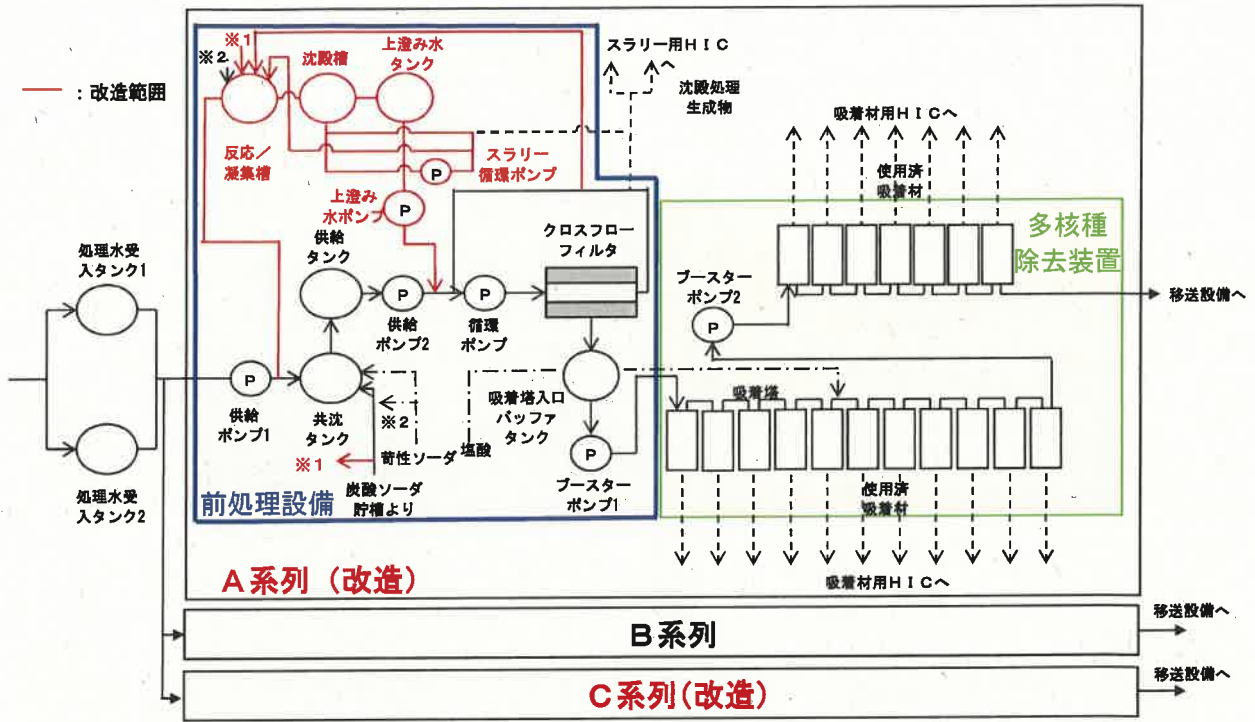 ※1
※2
沈殿槽
上澄み水
タンク
スラリー用HIC
へ
沈殿処理
生成物
：改造範囲
反応／
凝集槽
P
スラリー
循環ポンプ
上澄み
水ポンプ
P
吸着材用HICへ
使用済
吸着材
多核種
除去装置
処理水受
入タンク1
供給
タンク
クロスフロー
フィルタ
ブースター
ポンプ2
P
移送設備へ
P
供給
ポンプ2
P
循環
ポンプ
P
供給
ポンプ1
共沈
タンク
※2
※1
苛性ソーダ
炭酸ソーダ
貯槽より
塩酸
吸着塔入口
バッファ
タンク
P
ブースター
ポンプ1
吸着塔
使用済
吸着材
吸着材用HICへ
処理水受
入タンク2
前処理設備
A系列（改造）
B系列
移送設備へ
C系列(改造）
移送設備へ